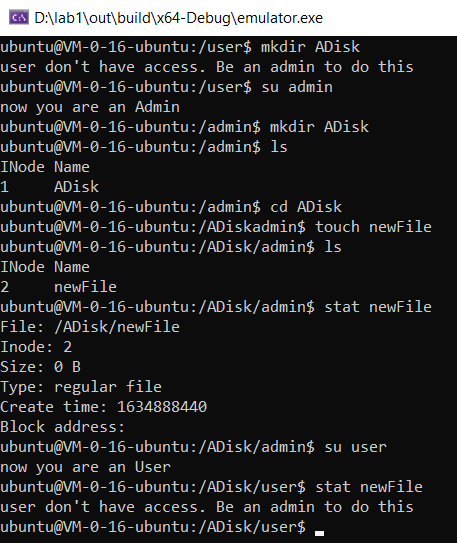 D:\lab1\out\build\x64-Debug\emulator.exe
ubuntu@VM-0-16-ubuntu:/user$ mkdir ADisk
user don't have access. Be an admin to do this
ubuntu@VM-0-16-ubuntu:/user$ su admin
now you are an Admin
ubuntu@VM-0-16-ubuntu:/admin$ mkdir ADisk
ubuntu@VM-0-16-ubuntu:/admin$ ls
INode Name
1     ADisk
ubuntu@VM-0-16-ubuntu:/admin$ cd ADisk
ubuntu@VM-0-16-ubuntu:/ADiskadmin$ touch newFile
ubuntu@VM-0-16-ubuntu:/ADisk/admin$ ls
INode Name
2     newFile
ubuntu@VM-0-16-ubuntu:/ADisk/admin$ stat newFile
File: /ADisk/newFile
Inode: 2
Size: 0 B
Type: regular file
Create time: 1634888440
Block address:
ubuntu@VM-0-16-ubuntu:/ADisk/admin$ su user
now you are an User
ubuntu@VM-0-16-ubuntu:/ADisk/user$ stat newFile
user don't have access. Be an admin to do this
ubuntu@VM-0-16-ubuntu:/ADisk/user$